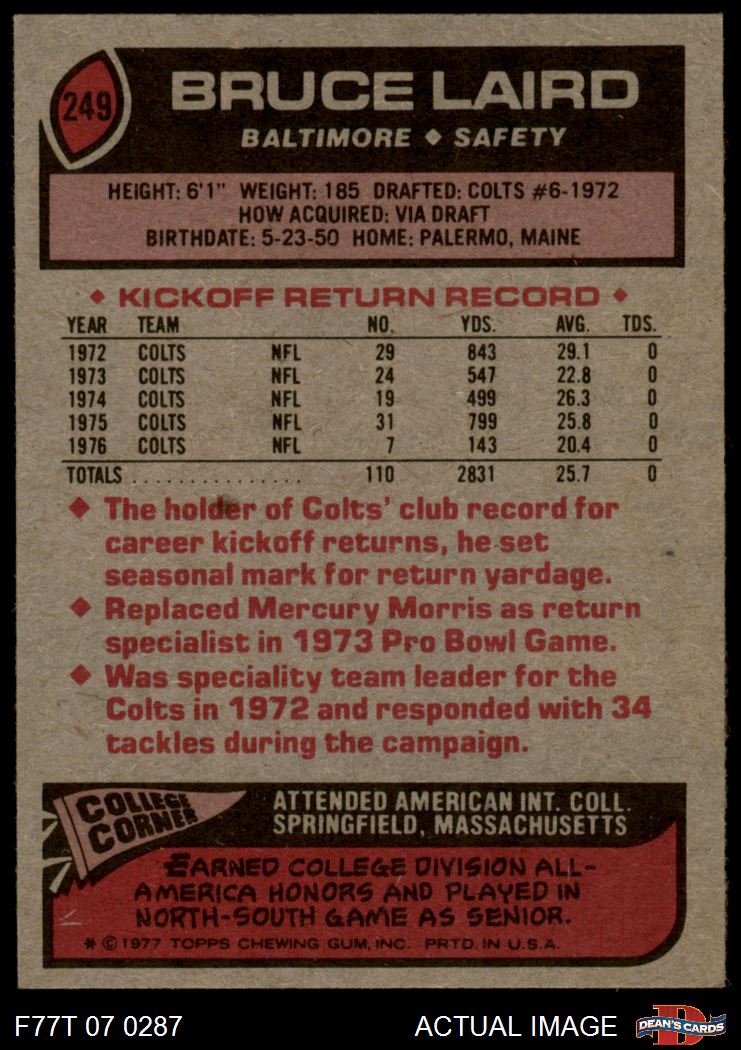 249
BRUCE LAIRD
BALTIMORE ◆ SAFETY
HEIGHT: 6'1" WEIGHT: 185 DRAFTED: COLTS #6-1972
HOW ACQUIRED: VIA DRAFT
BIRTHDATE: 5-23-50 HOME: PALERMO, MAINE
◆ KICKOFF RETURN RECORD ◆
YEAR TEAM NO. YDS. AVG. TDS.
1972 COLTS NFL 29 843 29.1 0
1973 COLTS NFL 24 547 22.8 0
1974 COLTS NFL 19 499 26.3 0
1975 COLTS NFL 31 799 25.8 0
1976 COLTS NFL 7 143 20.4 0
TOTALS . . . . . . . . . . . . . . . 110 2831 25.7 0
◆ The holder of Colts' club record for
career kickoff returns, he set
seasonal mark for return yardage.
◆ Replaced Mercury Morris as return
specialist in 1973 Pro Bowl Game.
◆ Was speciality team leader for the
Colts in 1972 and responded with 34
tackles during the campaign.
COLLEGE
CORNER
ATTENDED AMERICAN INT. COLL.
SPRINGFIELD, MASSACHUSETTS
EARNED COLLEGE DIVISION ALL-
AMERICA HONORS AND PLAYED IN
NORTH-SOUTH GAME AS SENIOR.
* © 1977 TOPPS CHEWING GUM, INC. PRTD. IN U.S.A.
F77T 07 0287 ACTUAL IMAGE D DEAN'S CARDS